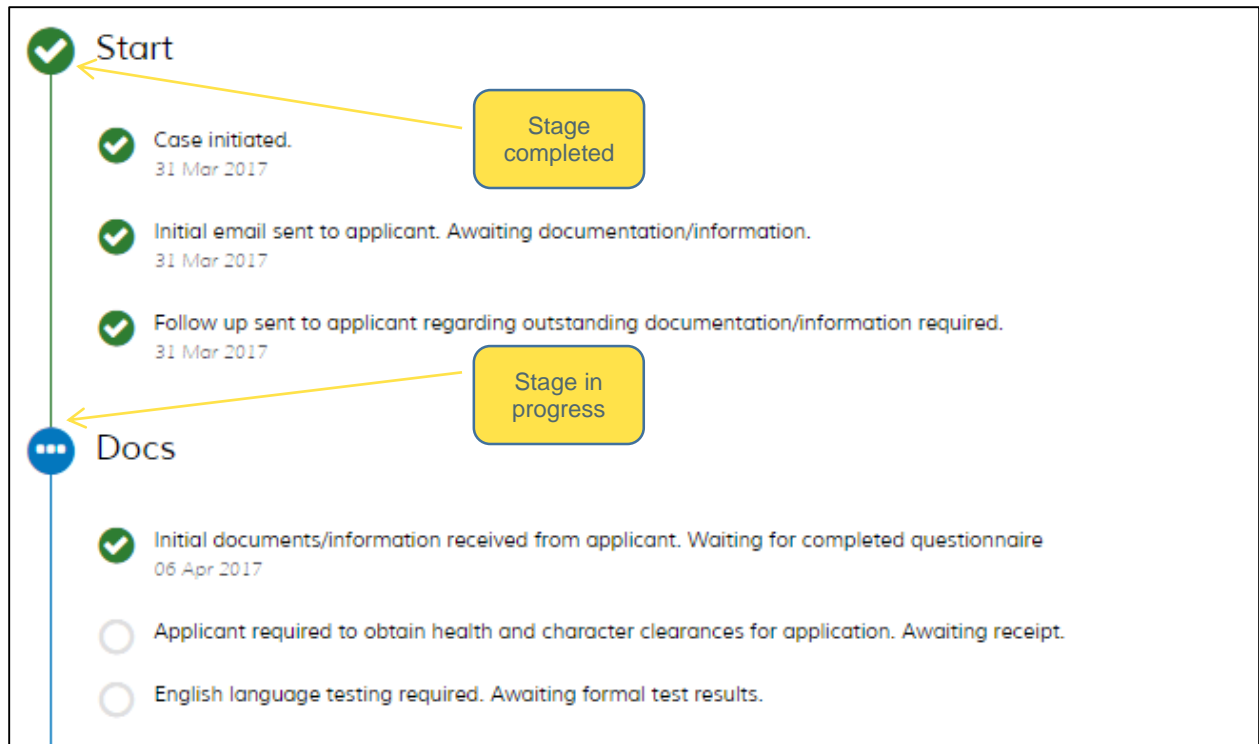 Start
Stage
completed
Case initiated.
31 Mar 2017
Initial email sent to applicant. Awaiting documentation/information.
31 Mar 2017
Follow up sent to applicant regarding outstanding documentation/information required.
31 Mar 2017
Stage in
progress
Docs
Initial documents/information received from applicant. Waiting for completed questionnaire
06 Apr 2017
Applicant required to obtain health and character clearances for application. Awaiting receipt.
English language testing required. Awaiting formal test results.